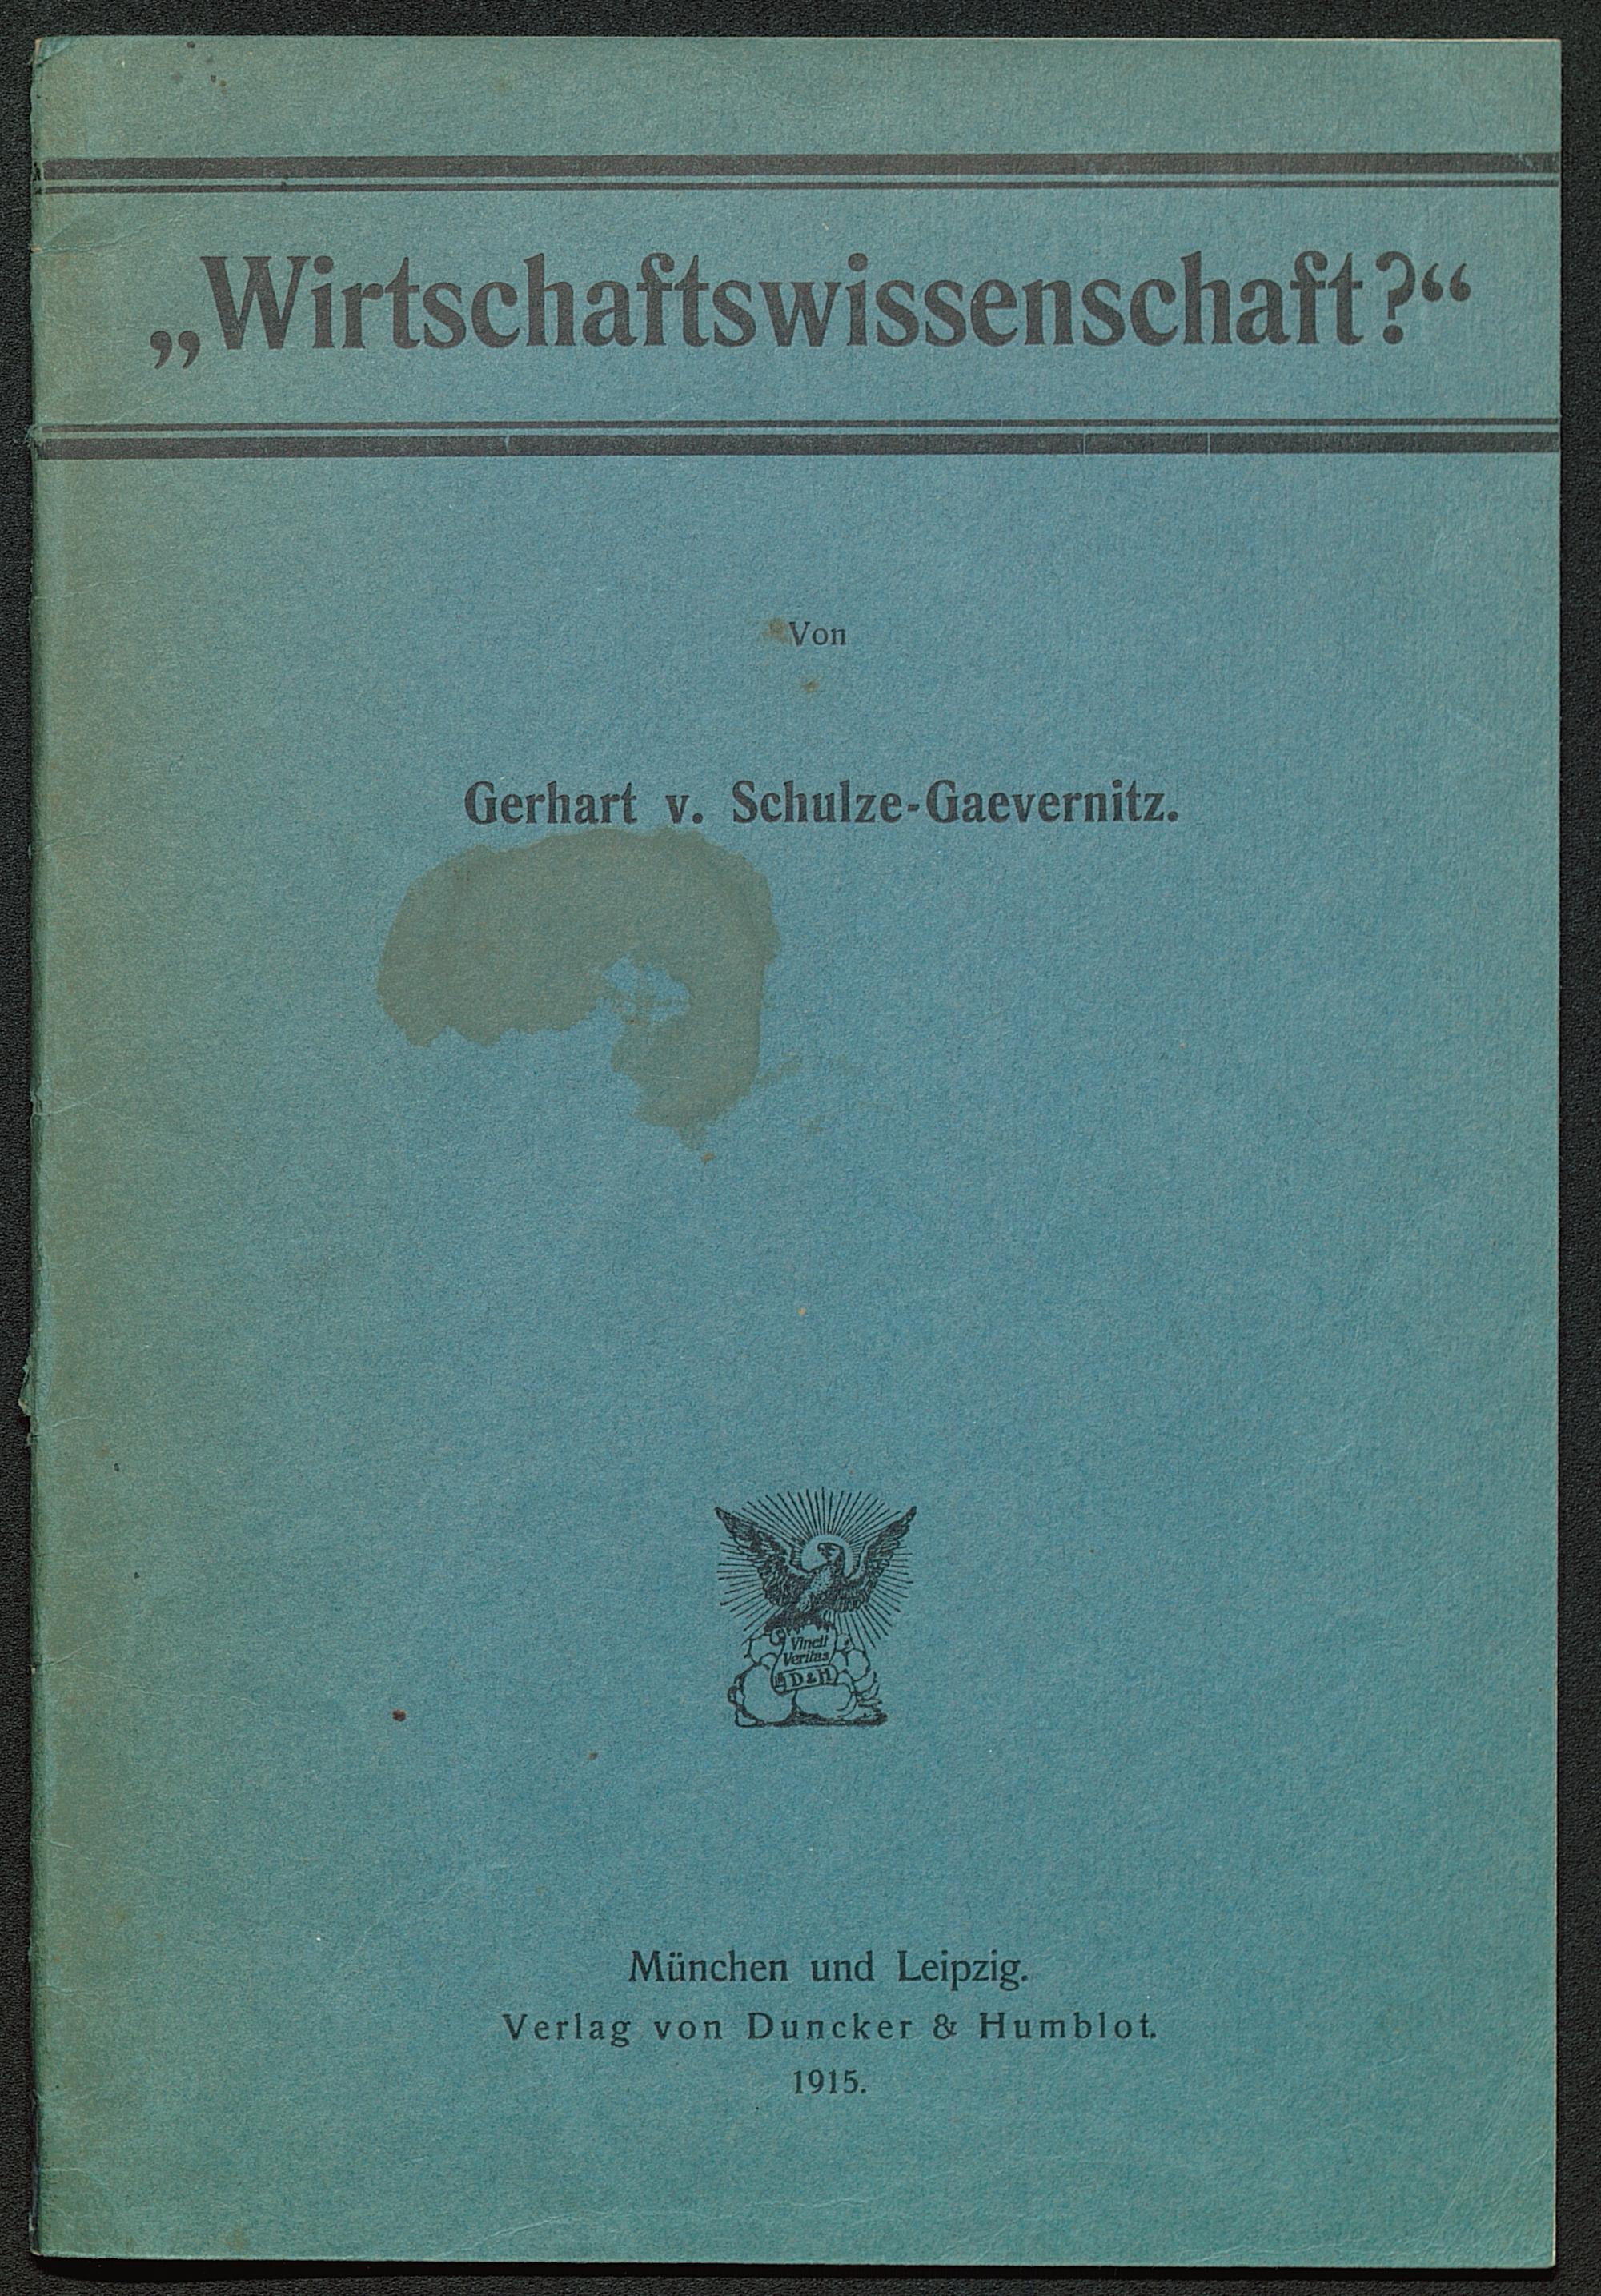 „Wirtschaftswissenschaft?“
Von
Gerhart v. Schulze-Gaevernitz.
Vincit
Veritas
D & H
München und Leipzig.
Verlag von Duncker & Humblot.
1915.